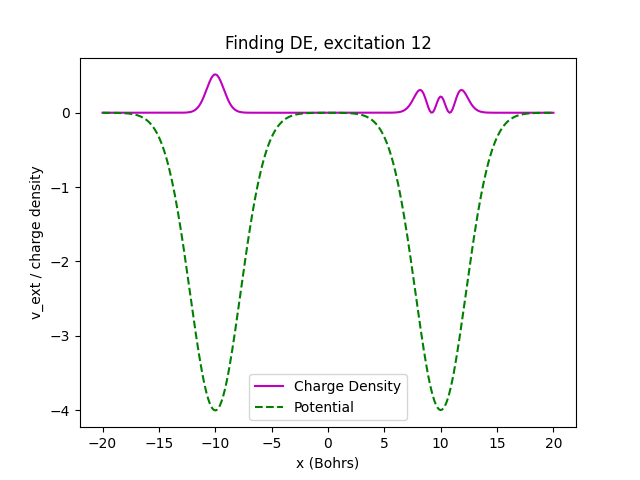 Finding DE, excitation 12
v_ext / charge density
0
−1
−2
−3
−4
Charge Density
Potential
−20 −15 −10 −5 0 5 10 15 20
x (Bohrs)